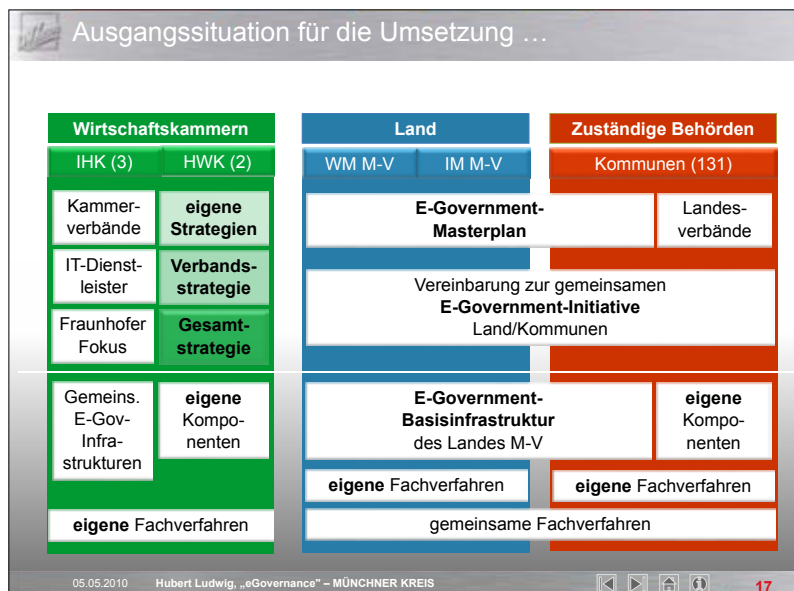 Ausgangssituation für die Umsetzung …
Wirtschaftskammern
IHK (3)
HWK (2)
Kammer-
verbände
eigene
Strategien
IT-Dienst-
leister
Verbands-
strategie
Fraunhofer
Fokus
Gesamt-
strategie
Gemeins.
E-Gov-
Infra-
strukturen
eigene
Kompo-
nenten
eigene Fachverfahren
Land
WM M-V
IM M-V
Zuständige Behörden
Kommunen (131)
E-Government-
Masterplan
Landes-
verbände
Vereinbarung zur gemeinsamen
E-Government-Initiative
Land/Kommunen
E-Government-
Basisinfrastruktur
des Landes M-V
eigene
Kompo-
nenten
eigene Fachverfahren
eigene Fachverfahren
gemeinsame Fachverfahren
05.05.2010
Hubert Ludwig, „eGovernance" – MÜNCHNER KREIS
17